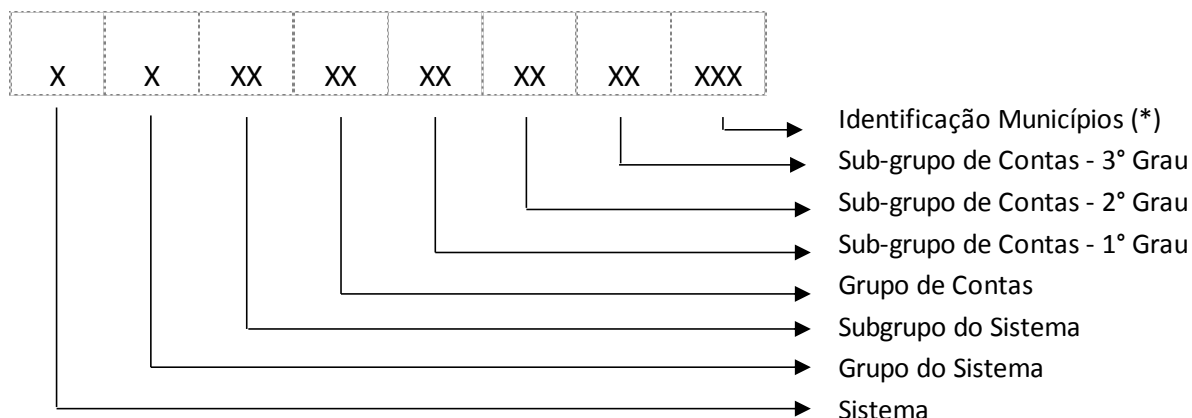 X X XX XX XX XX XX XXX
Identificação Municípios (*)
Sub-grupo de Contas - 3° Grau
Sub-grupo de Contas - 2° Grau
Sub-grupo de Contas - 1° Grau
Grupo de Contas
Subgrupo do Sistema
Grupo do Sistema
Sistema